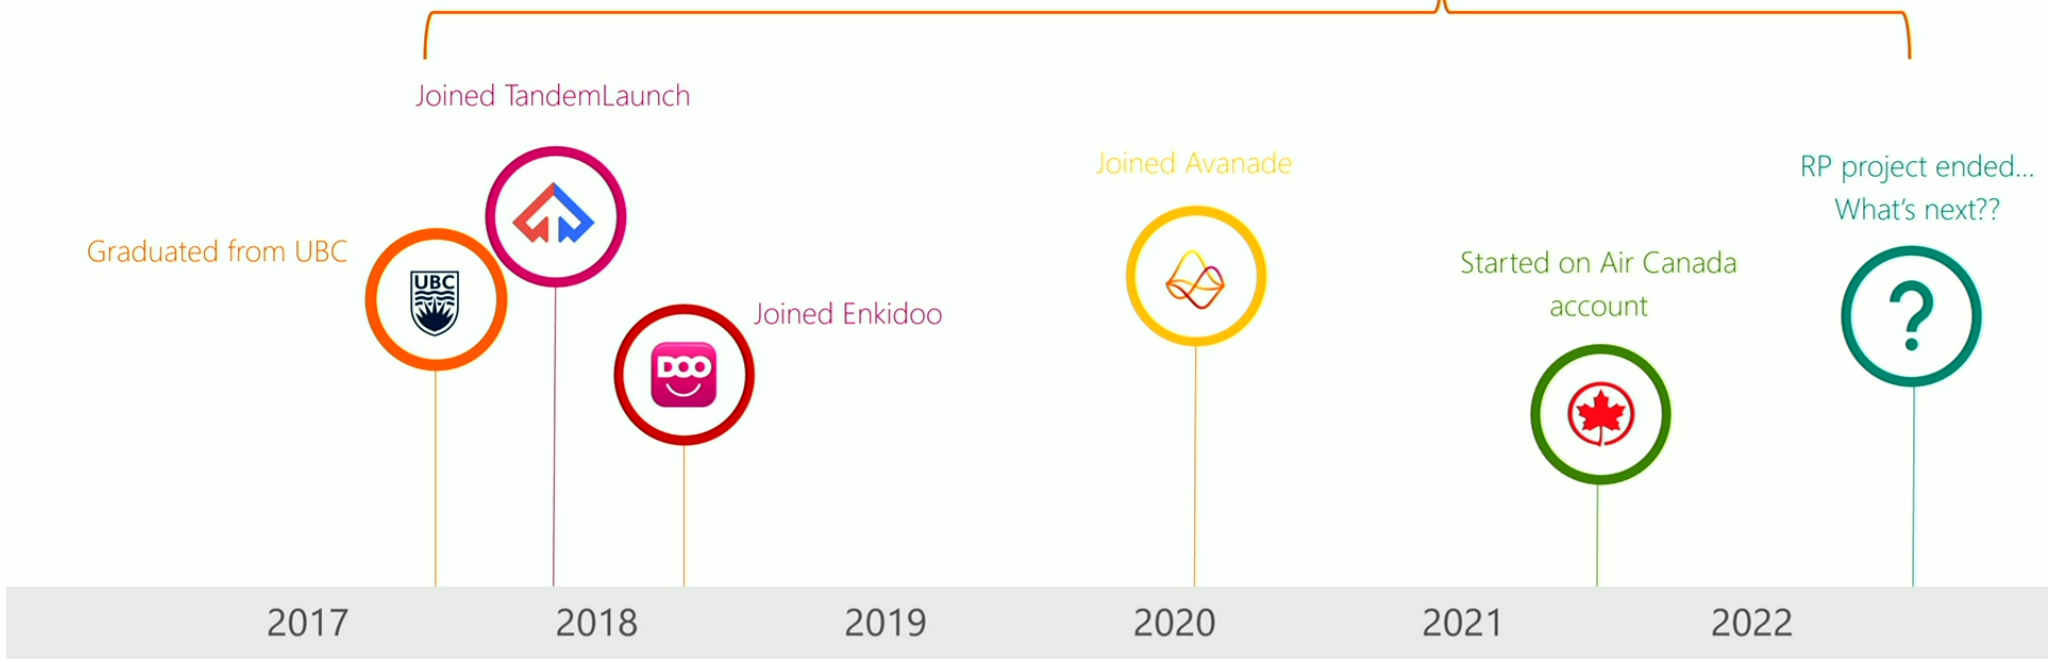 Joined TandemLaunch
Joined Avanade
RP project ended...
What's next??
Graduated from UBC
UBC
Started on Air Canada
account
Joined Enkidoo
DOO
?
2017 2018 2019 2020 2021 2022